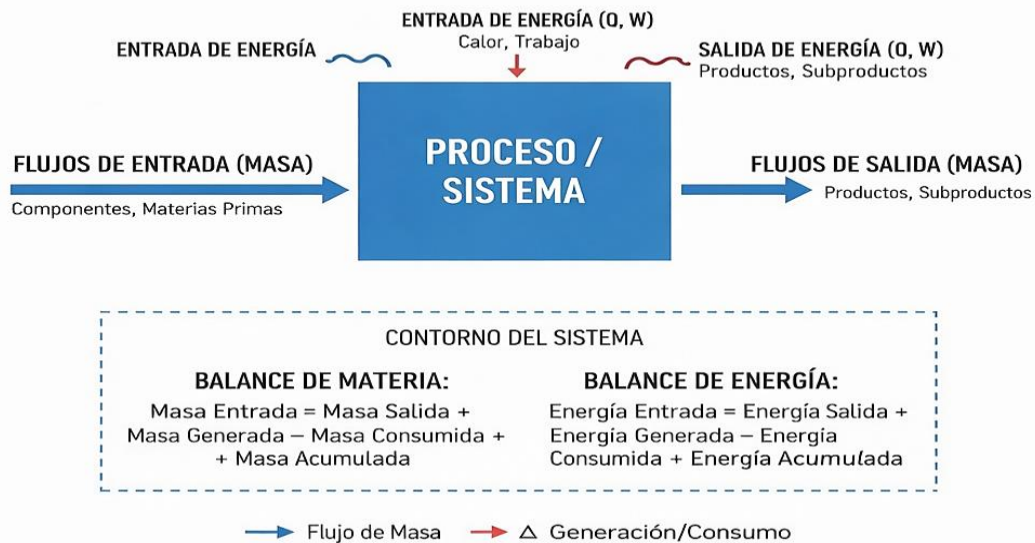 ENTRADA DE ENERGÍA (Q, W)
Calor, Trabajo
ENTRADA DE ENERGÍA
SALIDA DE ENERGÍA (Q, W)
Productos, Subproductos
PROCESO /
SISTEMA
FLUJOS DE ENTRADA (MASA)
Componentes, Materias Primas
FLUJOS DE SALIDA (MASA)
Productos, Subproductos
CONTORNO DEL SISTEMA
BALANCE DE MATERIA:
Masa Entrada = Masa Salida +
Masa Generada – Masa Consumida +
+ Masa Acumulada
BALANCE DE ENERGÍA:
Energía Entrada = Energía Salida +
Energía Generada – Energía
Consumida + Energía Acumulada
Flujo de Masa
△ Generación/Consumo